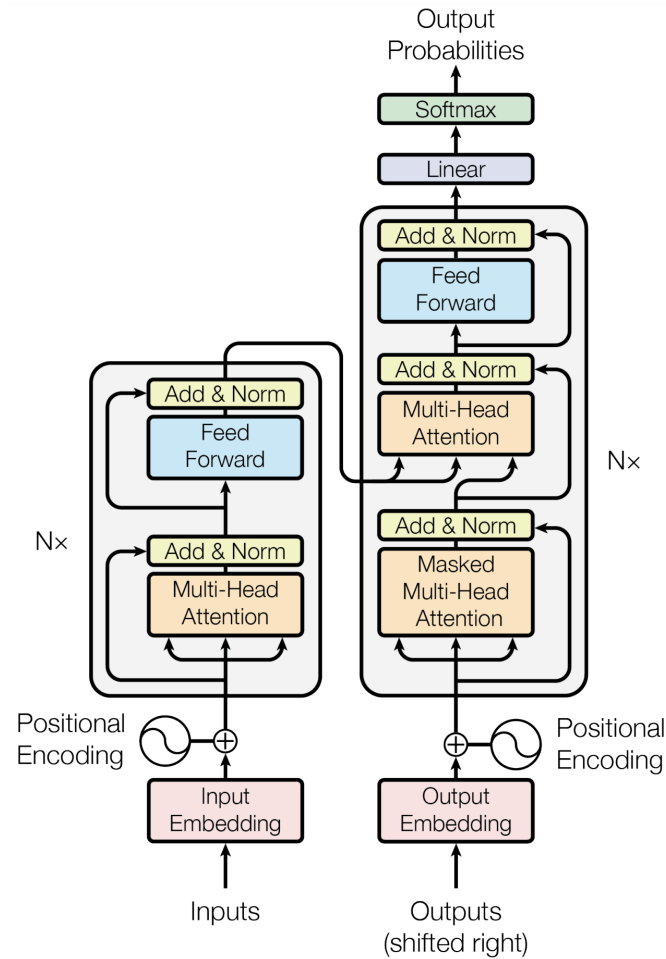 Output
Probabilities
Softmax
Linear
Add & Norm
Feed
Forward
Add & Norm
Multi-Head
Attention
Nx
Add & Norm
Masked
Multi-Head
Attention
Add & Norm
Feed
Forward
Nx
Add & Norm
Multi-Head
Attention
Positional
Encoding
Positional
Encoding
Input
Embedding
Output
Embedding
Inputs
Outputs
(shifted right)